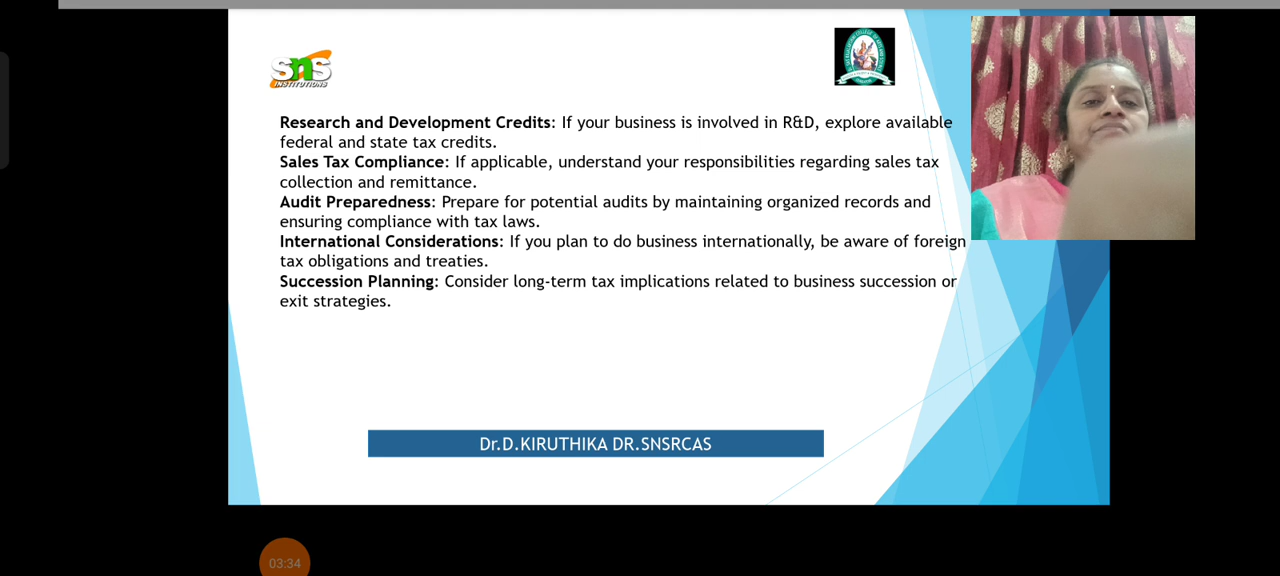 sns
INSTITUTIONS
Research and Development Credits: If your business is involved in R&D, explore available
federal and state tax credits.
Sales Tax Compliance: If applicable, understand your responsibilities regarding sales tax
collection and remittance.
Audit Preparedness: Prepare for potential audits by maintaining organized records and
ensuring compliance with tax laws.
International Considerations: If you plan to do business internationally, be aware of foreign
tax obligations and treaties.
Succession Planning: Consider long-term tax implications related to business succession or
exit strategies.
Dr.D.KIRUTHIKA DR.SNSRCAS
03:34